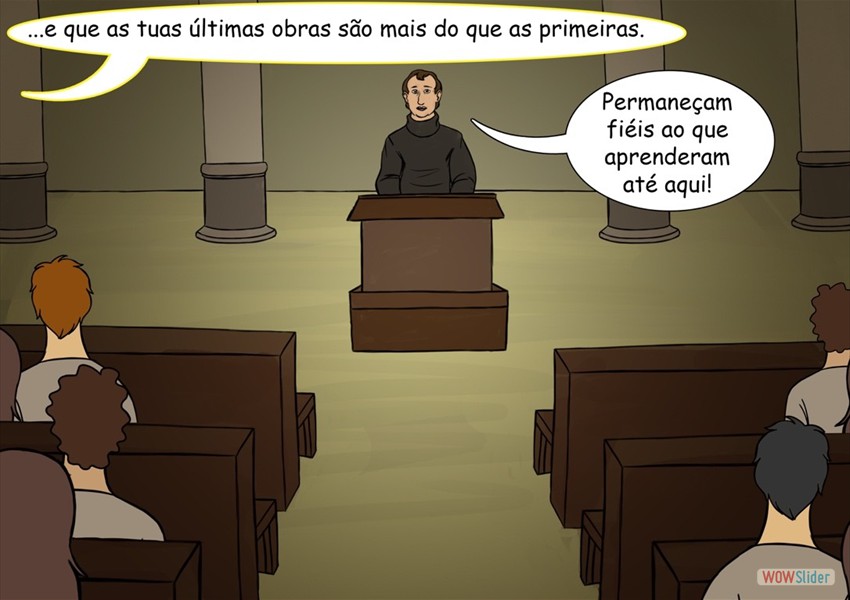 ...e que as tuas últimas obras são mais do que as primeiras.
Permaneçam
fiéis ao que
aprenderam
até aqui!
WOWSlider